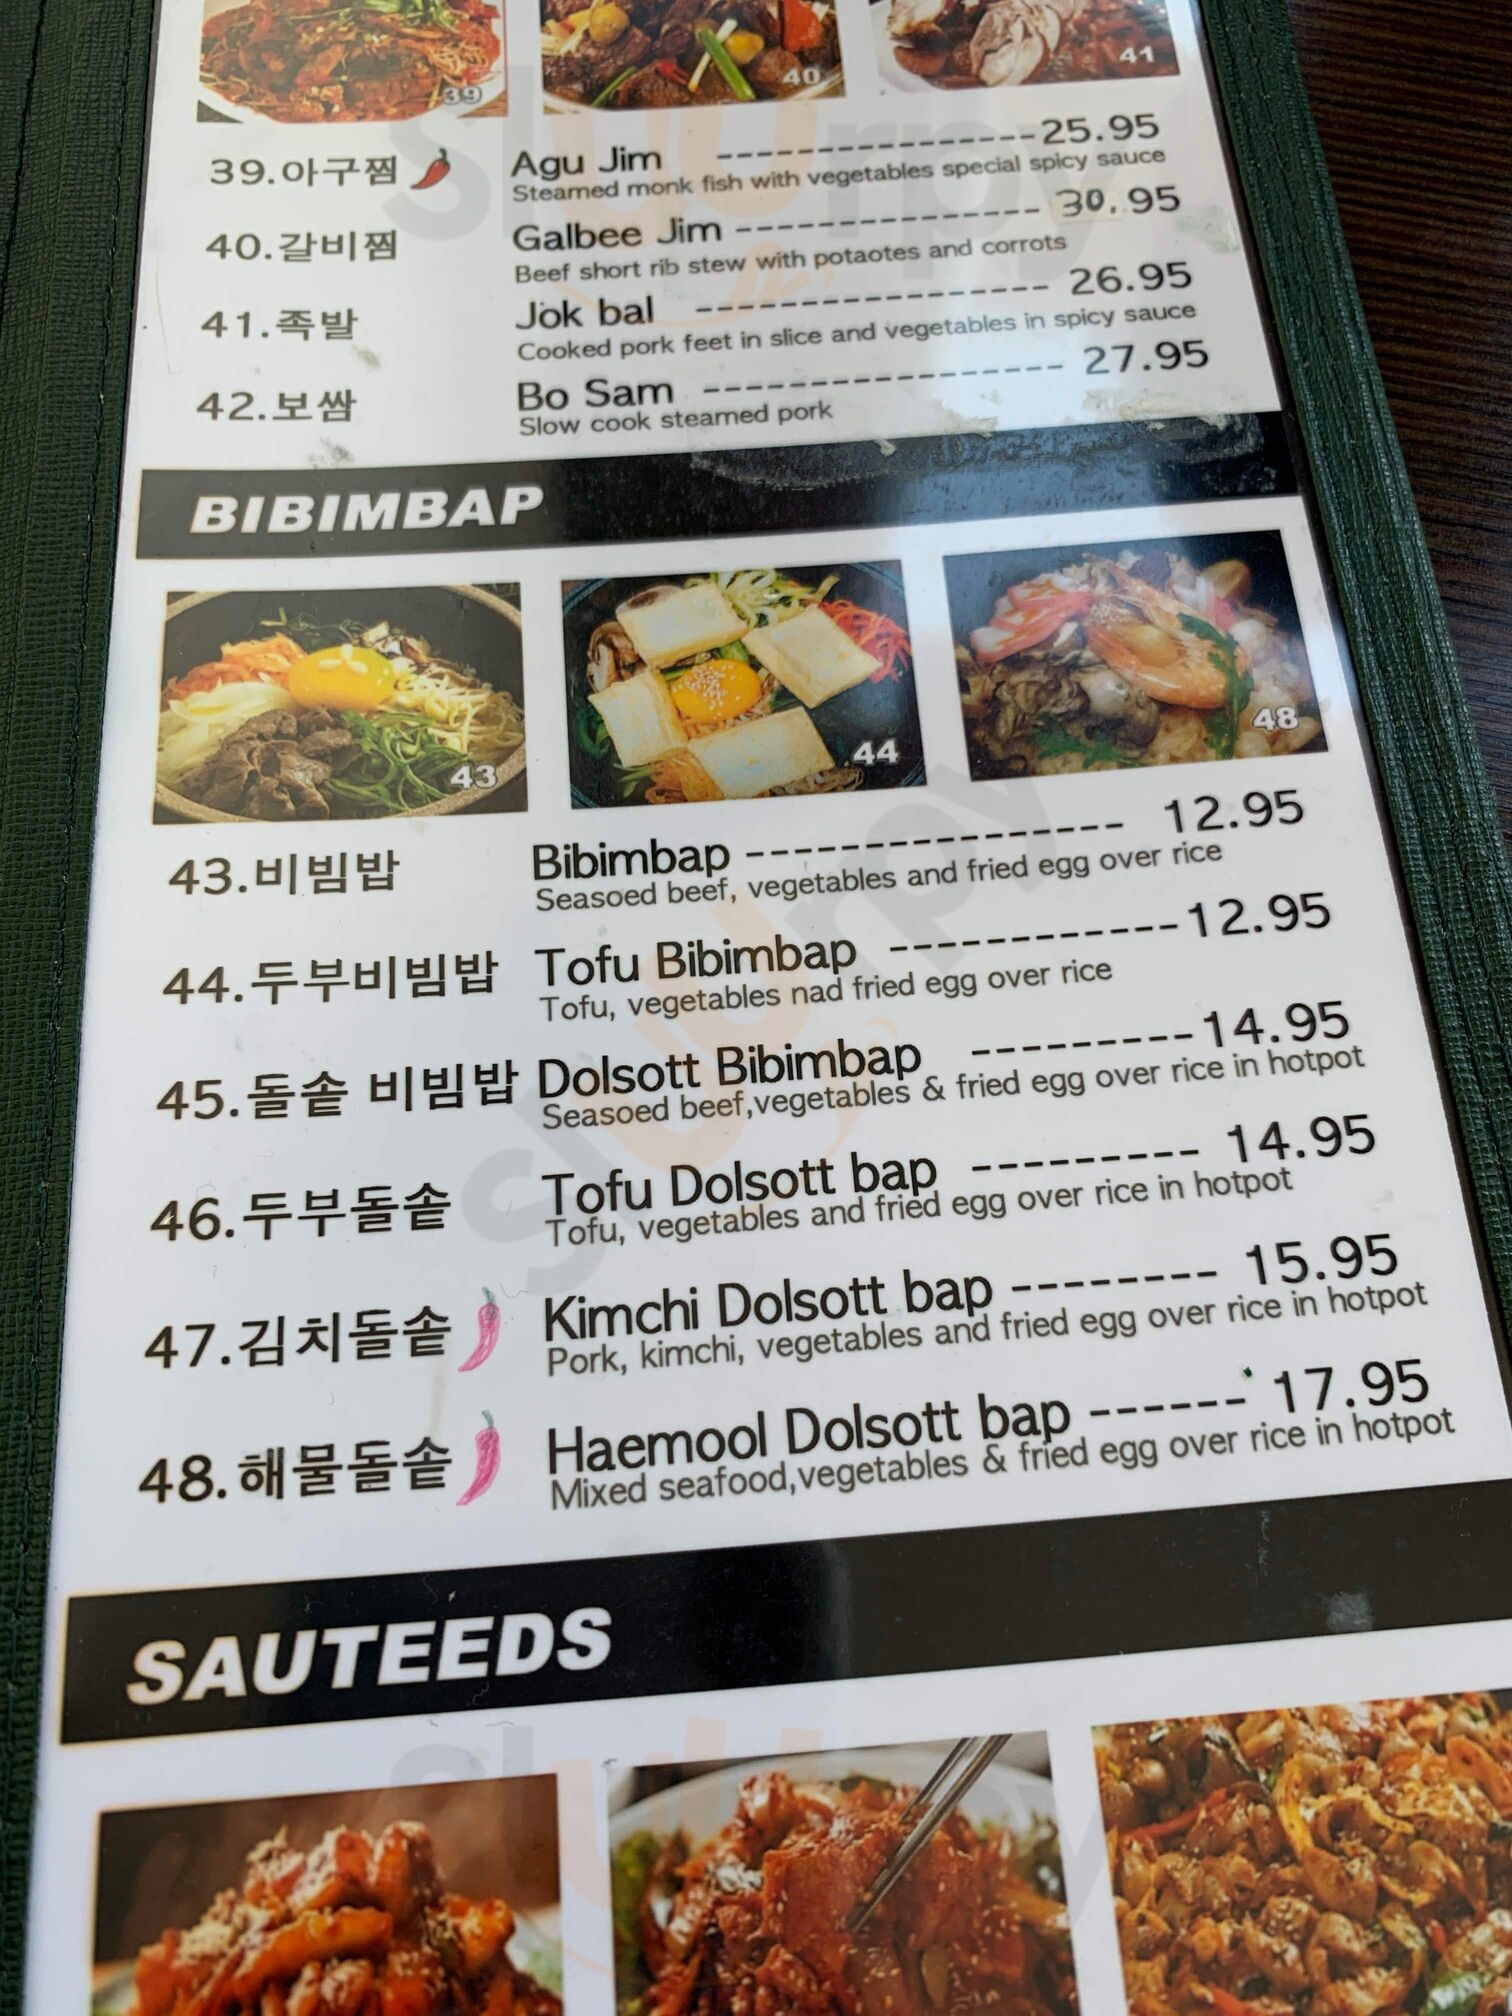 39
40
41
39.아구찜 Agu Jim ----------------25.95
Steamed monk fish with vegetables special spicy sauce
40.갈비찜 Galbee Jim --------------- 30.95
Beef short rib stew with potaotes and corrots
41.족발 Jok bal ----------------- 26.95
Cooked pork feet in slice and vegetables in spicy sauce
42.보쌈 Bo Sam ----------------- 27.95
Slow cook steamed pork
BIBIMBAP
43
44
48
43.비빔밥 Bibimbap ---------------- 12.95
Seasoed beef, vegetables and fried egg over rice
44.두부비빔밥 Tofu Bibimbap ------------12.95
Tofu, vegetables nad fried egg over rice
45.돌솥 비빔밥 Dolsott Bibimbap ---------14.95
Seasoed beef,vegetables & fried egg over rice in hotpot
46.두부돌솥 Tofu Dolsott bap --------- 14.95
Tofu, vegetables and fried egg over rice in hotpot
47.김치돌솥 Kimchi Dolsott bap -------- 15.95
Pork, kimchi, vegetables and fried egg over rice in hotpot
48.해물돌솥 Haemool Dolsott bap ------ 17.95
Mixed seafood,vegetables & fried egg over rice in hotpot
SAUTEEDS
slurpy
slurpy
slurpy